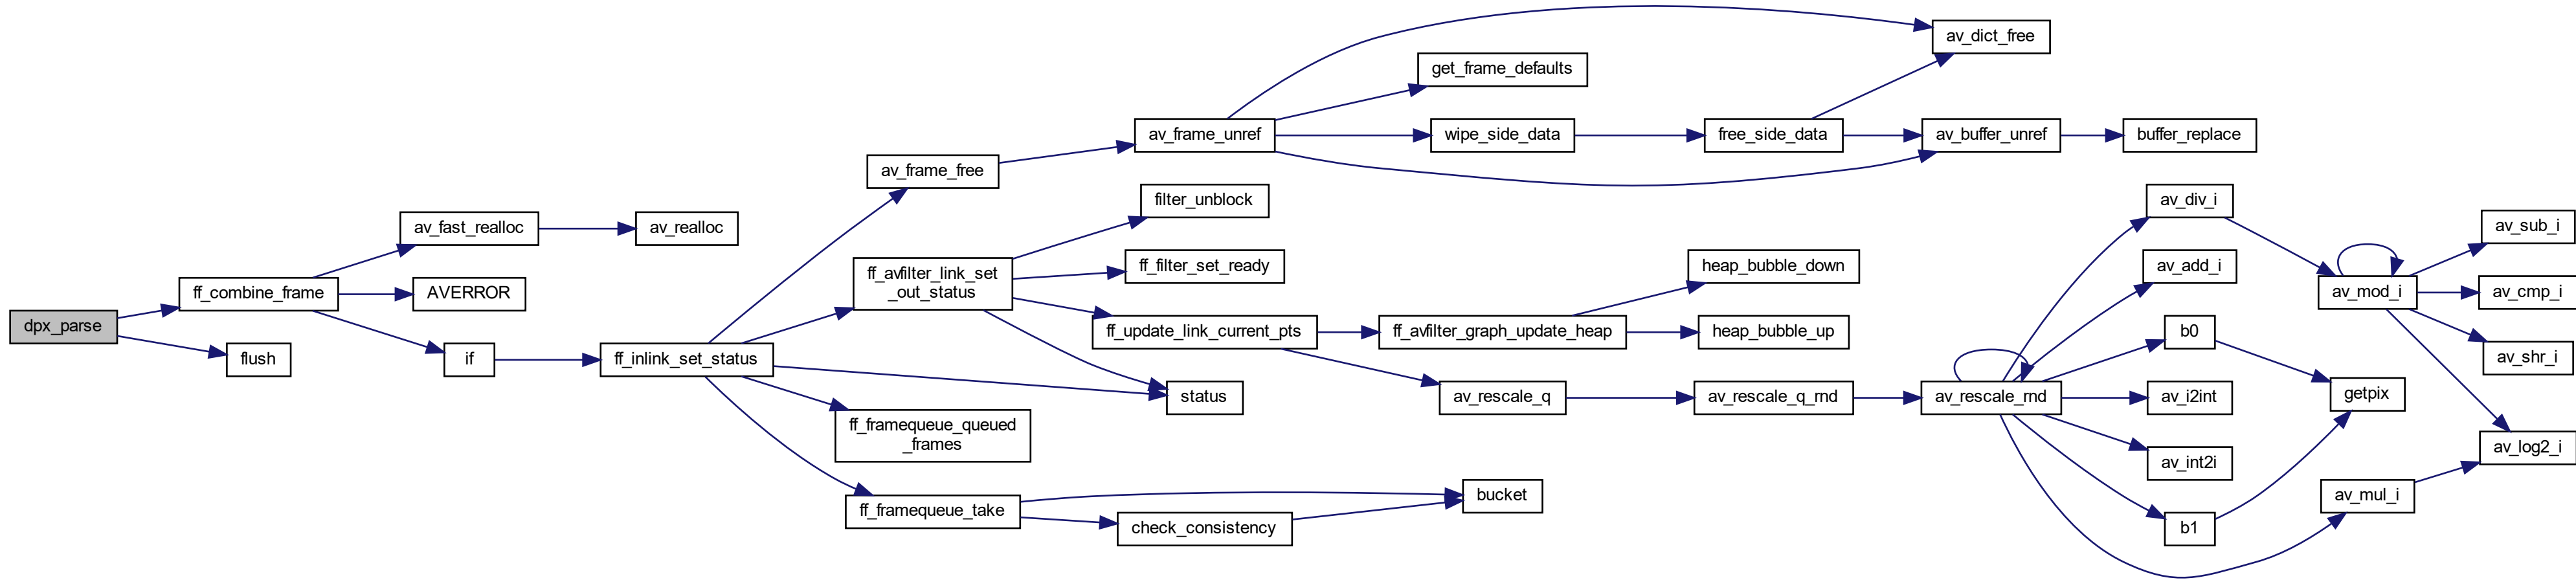 dpx_parse
ff_combine_frame
flush
av_fast_realloc
AVERROR
if
av_realloc
ff_inlink_set_status
av_frame_free
ff_avfilter_link_set
_out_status
ff_framequeue_queued
_frames
ff_framequeue_take
av_frame_unref
filter_unblock
ff_filter_set_ready
ff_update_link_current_pts
status
check_consistency
get_frame_defaults
wipe_side_data
ff_avfilter_graph_update_heap
av_rescale_q
bucket
free_side_data
heap_bubble_down
heap_bubble_up
av_rescale_q_rnd
av_dict_free
av_buffer_unref
av_rescale_rnd
buffer_replace
av_div_i
av_add_i
b0
av_i2int
av_int2i
b1
av_mod_i
getpix
av_mul_i
av_sub_i
av_cmp_i
av_shr_i
av_log2_i